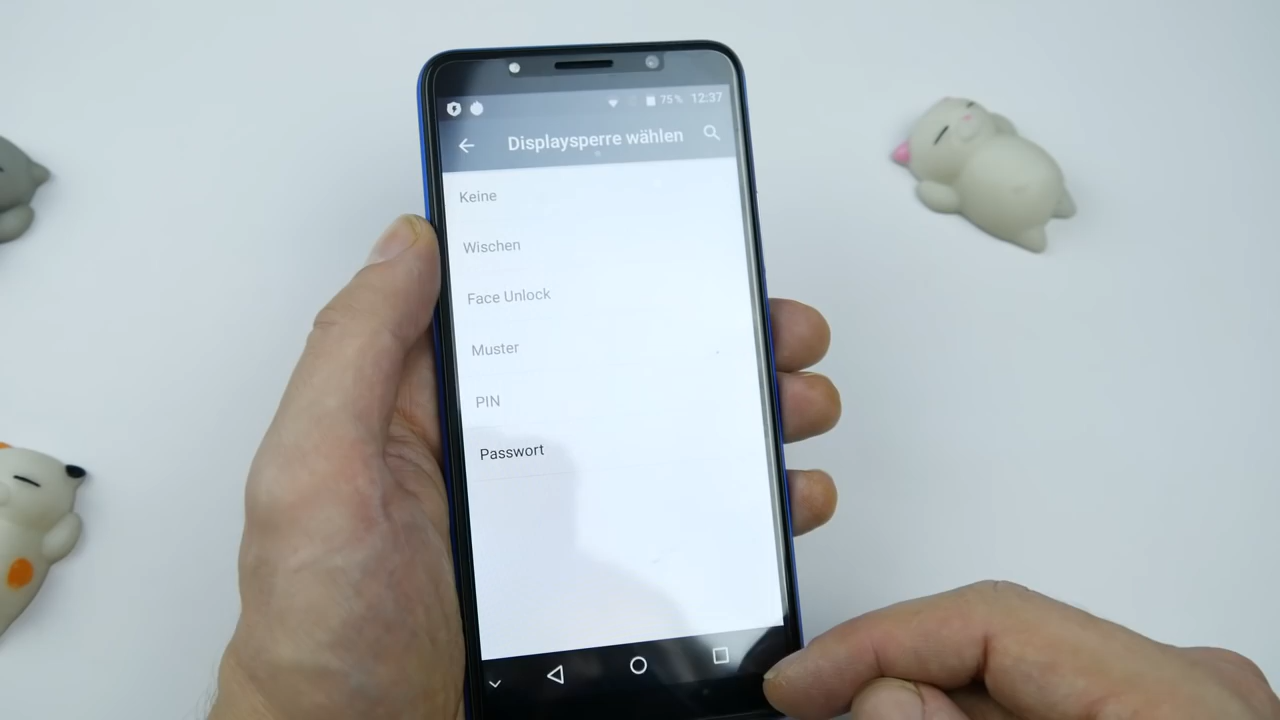 75% 12:37
Displaysperre wählen
Keine
Wischen
Face Unlock
Muster
PIN
Passwort